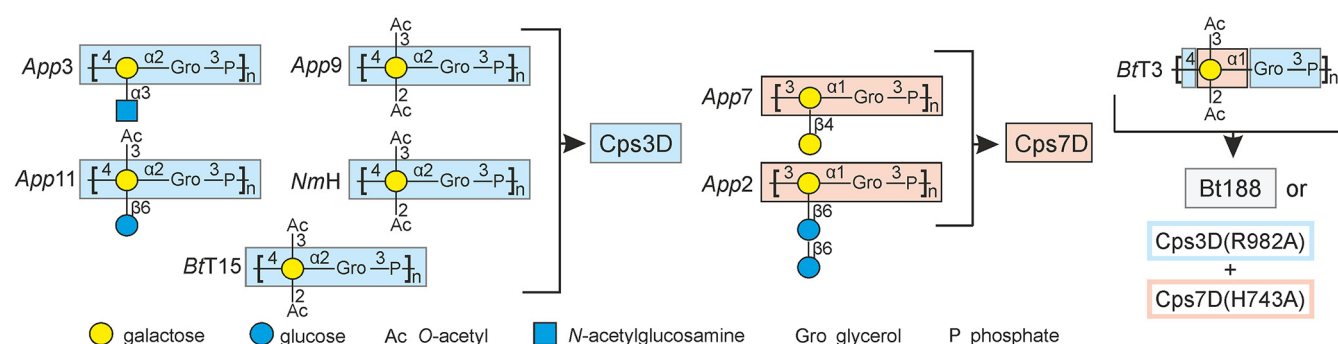 App3 [ 4 α2 Gro 3 P ]n
α3
App9 [ 4 α2 Gro 3 P ]n
Ac
3
2
Ac
App11 [ 4 α2 Gro 3 P ]n
Ac
3
β6
NmH [ 4 α2 Gro 3 P ]n
Ac
3
2
Ac
BtT15 [ 4 α2 Gro 3 P ]n
Ac
3
2
Ac
Cps3D
App7 [ 3 α1 Gro 3 P ]n
β4
App2 [ 3 α1 Gro 3 P ]n
β6
β6
Cps7D
BtT3 [ 4 α1 Gro 3 P ]n
Ac
3
2
Ac
Bt188 or
Cps3D(R982A)
+
Cps7D(H743A)
galactose glucose Ac O-acetyl N-acetylglucosamine Gro glycerol P phosphate